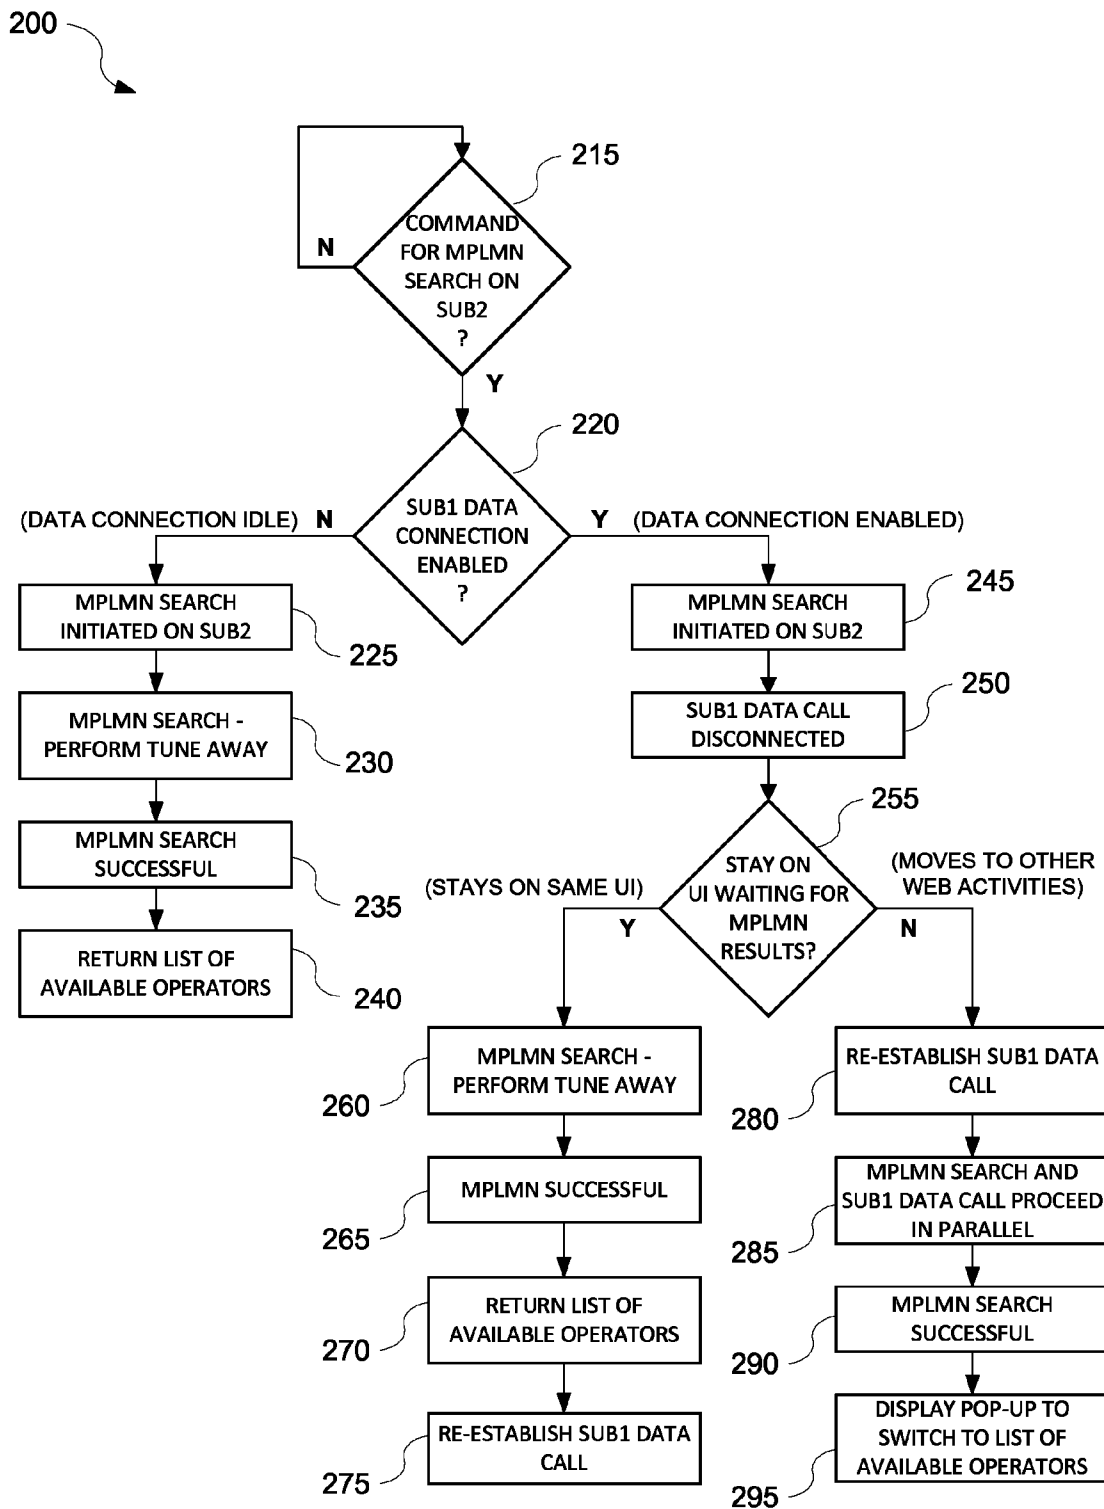 200
215
COMMAND
FOR MPLMN
SEARCH ON
SUB2
?
N
Y
220
SUB1 DATA
CONNECTION
ENABLED
?
(DATA CONNECTION IDLE) N
Y (DATA CONNECTION ENABLED)
MPLMN SEARCH
INITIATED ON SUB2
225
MPLMN SEARCH -
PERFORM TUNE AWAY
230
MPLMN SEARCH
SUCCESSFUL
235
RETURN LIST OF
AVAILABLE OPERATORS
240
MPLMN SEARCH
INITIATED ON SUB2
245
SUB1 DATA CALL
DISCONNECTED
250
255
STAY ON
UI WAITING FOR
MPLMN
RESULTS?
(STAYS ON SAME UI)
Y
(MOVES TO OTHER
WEB ACTIVITIES)
N
MPLMN SEARCH -
PERFORM TUNE AWAY
260
MPLMN SUCCESSFUL
265
RETURN LIST OF
AVAILABLE OPERATORS
270
RE-ESTABLISH SUB1 DATA
CALL
275
RE-ESTABLISH SUB1 DATA
CALL
280
MPLMN SEARCH AND
SUB1 DATA CALL PROCEED
IN PARALLEL
285
MPLMN SEARCH
SUCCESSFUL
290
DISPLAY POP-UP TO
SWITCH TO LIST OF
AVAILABLE OPERATORS
295